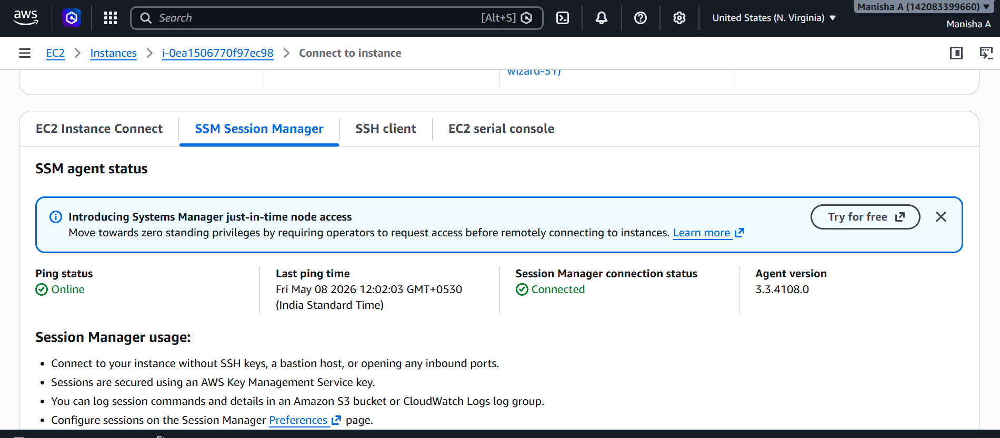 aws
Search
[Alt+S]
United States (N. Virginia)
Manisha A (142083399660)
Manisha A
EC2
Instances
i-0ea1506770f97ec98
Connect to instance
wizard-31)
EC2 Instance Connect
SSM Session Manager
SSH client
EC2 serial console
SSM agent status
Introducing Systems Manager just-in-time node access
Move towards zero standing privileges by requiring operators to request access before remotely connecting to instances. Learn more
Try for free
Ping status
Online
Last ping time
Fri May 08 2026 12:02:03 GMT+0530
(India Standard Time)
Session Manager connection status
Connected
Agent version
3.3.4108.0
Session Manager usage:
• Connect to your instance without SSH keys, a bastion host, or opening any inbound ports.
• Sessions are secured using an AWS Key Management Service key.
• You can log session commands and details in an Amazon S3 bucket or CloudWatch Logs log group.
• Configure sessions on the Session Manager Preferences page.